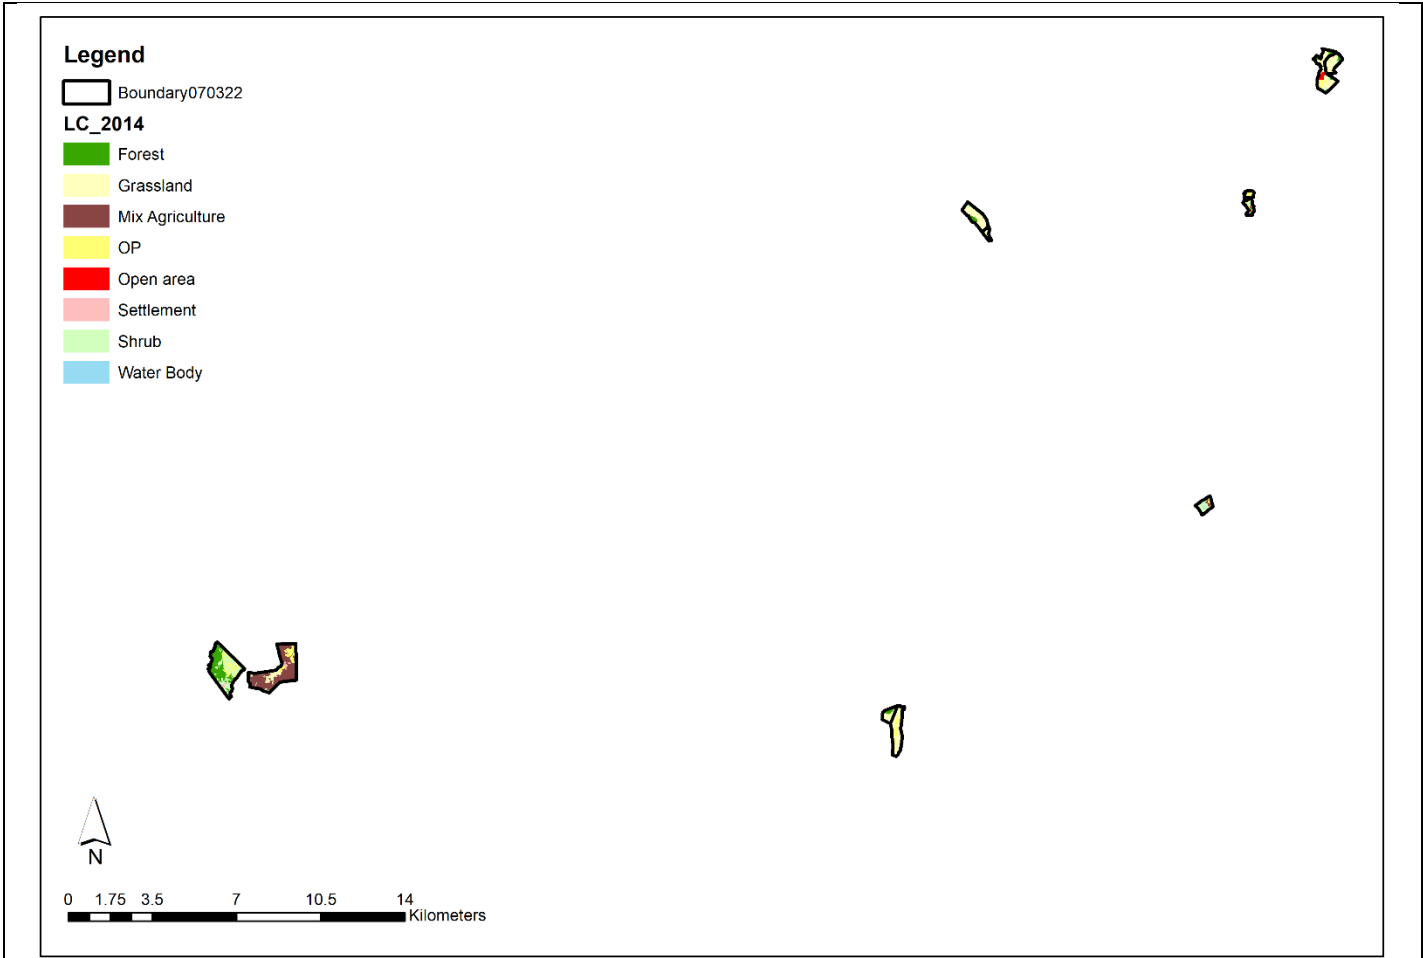 Legend
Boundary070322
LC_2014
Forest
Grassland
Mix Agriculture
OP
Open area
Settlement
Shrub
Water Body
N
0 1.75 3.5 7 10.5 14
Kilometers